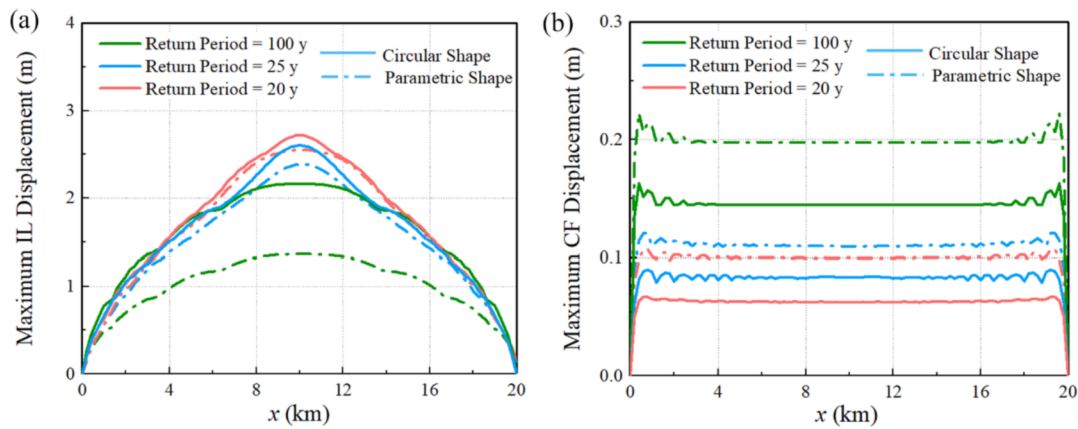 (a)
Maximum IL Displacement (m)
4
3
2
1
0
Return Period = 100 y
Return Period = 25 y
Return Period = 20 y
Circular Shape
Parametric Shape
0 4 8 12 16 20
x (km)
(b)
Maximum CF Displacement (m)
0.3
0.2
0.1
0.0
Return Period = 100 y
Return Period = 25 y
Return Period = 20 y
Circular Shape
Parametric Shape
0 4 8 12 16 20
x (km)